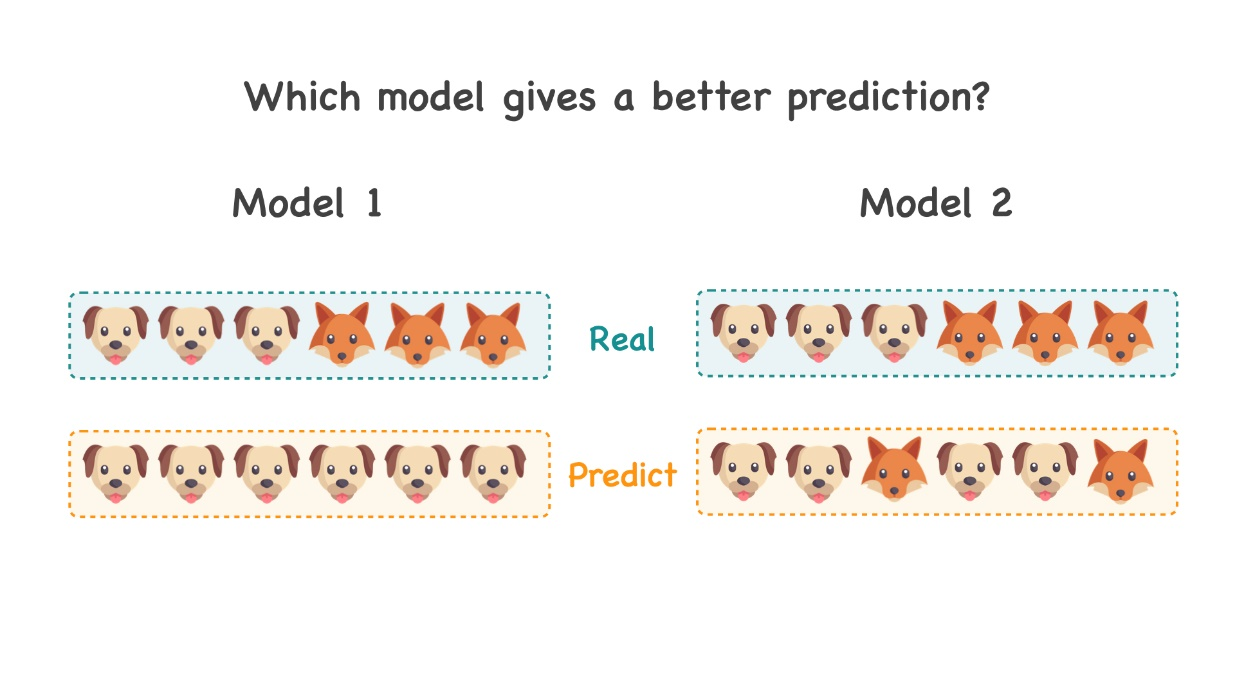 Which model gives a better prediction?
Model 1
Model 2
Real
Predict